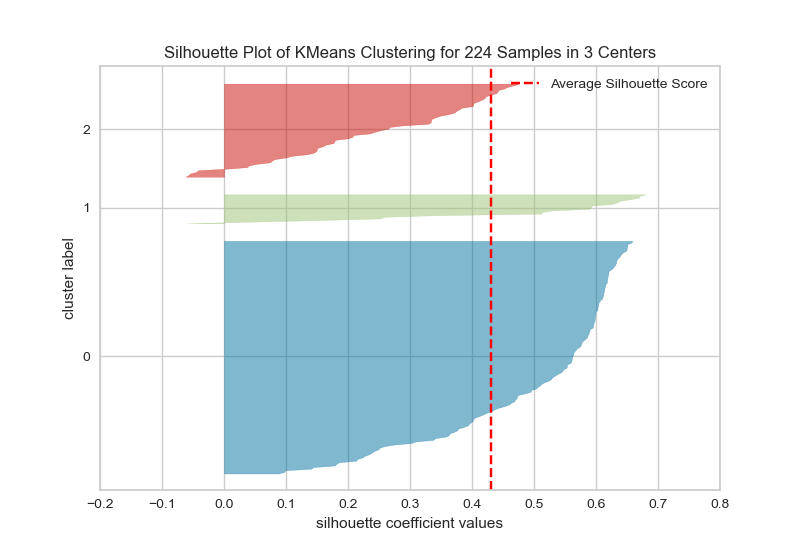 Silhouette Plot of KMeans Clustering for 224 Samples in 3 Centers
Average Silhouette Score
2
1
0
cluster label
−0.2 −0.1 0.0 0.1 0.2 0.3 0.4 0.5 0.6 0.7 0.8
silhouette coefficient values